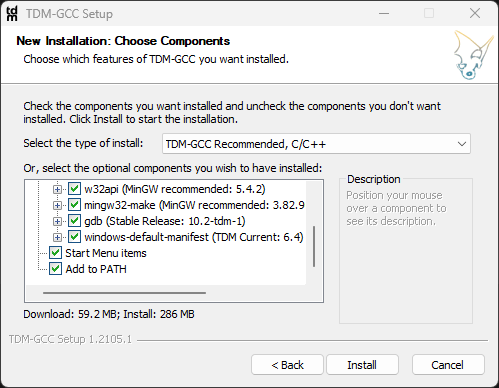 tdm
TDM-GCC Setup
New Installation: Choose Components
Choose which features of TDM-GCC you want installed.
Check the components you want installed and uncheck the components you don't want
installed. Click Install to start the installation.
Select the type of install:
TDM-GCC Recommended, C/C++
Or, select the optional components you wish to have installed:
w32api (MinGW recommended: 5.4.2)
mingw32-make (MinGW recommended: 3.82.9
gdb (Stable Release: 10.2-tdm-1)
windows-default-manifest (TDM Current: 6.4)
Start Menu items
Add to PATH
Description
Position your mouse
over a component to
see its description.
Download: 59.2 MB; Install: 286 MB
TDM-GCC Setup 1.2105.1
< Back
Install
Cancel